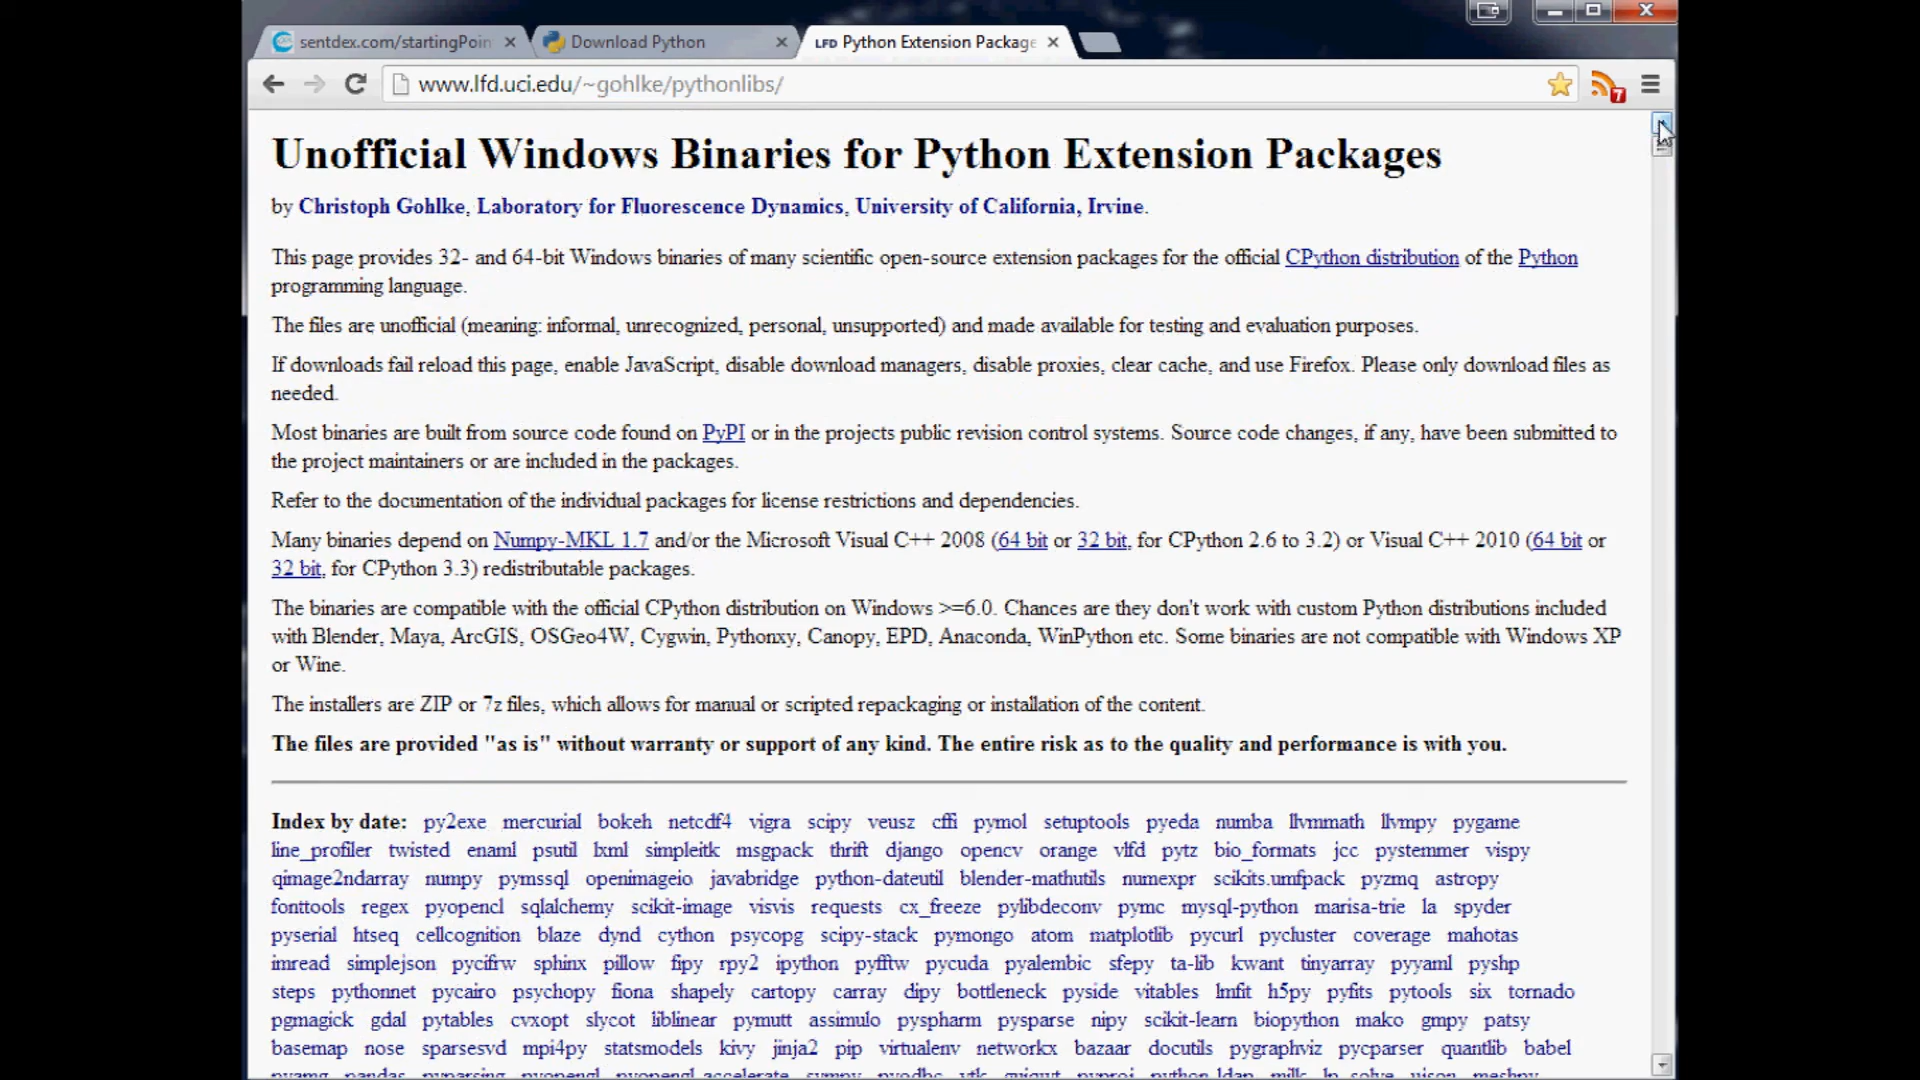 sentdex.com/startingPoin
Download Python
LFD Python Extension Package
www.lfd.uci.edu/~gohlke/pythonlibs/
7
Unofficial Windows Binaries for Python Extension Packages
by Christoph Gohlke, Laboratory for Fluorescence Dynamics, University of California, Irvine.
This page provides 32- and 64-bit Windows binaries of many scientific open-source extension packages for the official CPython distribution of the Python
programming language.
The files are unofficial (meaning: informal, unrecognized, personal, unsupported) and made available for testing and evaluation purposes.
If downloads fail reload this page, enable JavaScript, disable download managers, disable proxies, clear cache, and use Firefox. Please only download files as
needed.
Most binaries are built from source code found on PyPI or in the projects public revision control systems. Source code changes, if any, have been submitted to
the project maintainers or are included in the packages.
Refer to the documentation of the individual packages for license restrictions and dependencies.
Many binaries depend on Numpy-MKL 1.7 and/or the Microsoft Visual C++ 2008 (64 bit or 32 bit, for CPython 2.6 to 3.2) or Visual C++ 2010 (64 bit or
32 bit, for CPython 3.3) redistributable packages.
The binaries are compatible with the official CPython distribution on Windows >=6.0. Chances are they don't work with custom Python distributions included
with Blender, Maya, ArcGIS, OSGeo4W, Cygwin, Pythonxy, Canopy, EPD, Anaconda, WinPython etc. Some binaries are not compatible with Windows XP
or Wine.
The installers are ZIP or 7z files, which allows for manual or scripted repackaging or installation of the content.
The files are provided "as is" without warranty or support of any kind. The entire risk as to the quality and performance is with you.
Index by date: py2exe mercurial bokeh netcdf4 vigra scipy veusz cffi pymol setuptools pyeda numba llvmmath llvmpy pygame
line_profiler twisted enaml psutil lxml simpleitk msgpack thrift django opencv orange vlfd pytz bio_formats jcc pystemmer vispy
qimage2ndarray numpy pymssql openimageio javabridge python-dateutil blender-mathutils numexpr scikits.umfpack pyzmq astropy
fonttools regex pyopencl sqlalchemy scikit-image visvis requests cx_freeze pylibdeconv pymc mysql-python marisa-trie la spyder
pyserial htseq cellcognition blaze dynd cython psycopg scipy-stack pymongo atom matplotlib pycurl pycluster coverage mahotas
imread simplejson pycifrw sphinx pillow fipy rpy2 ipython pyfftw pycuda pyalembic sfepy ta-lib kwant tinyarray pyyaml pyshp
steps pythonnet pycairo psychopy fiona shapely cartopy carray dipy bottleneck pyside vitables lmfit h5py pyfits pytools six tornado
pgmagick gdal pytables cvxopt slycot liblinear pymutt assimulo pyspharm pysparse nipy scikit-learn biopython mako gmpy patsy
basemap nose sparsesvd mpi4py statsmodels kivy jinja2 pip virtualenv networkx bazaar docutils pygraphviz pycparser quantlib babel
pyamg pandas pyparsing pyopengl pyopengl-accelerate sympy pyodbc vtk guiqwt pyproj python-ldap milk lp_solve ujson meshpy